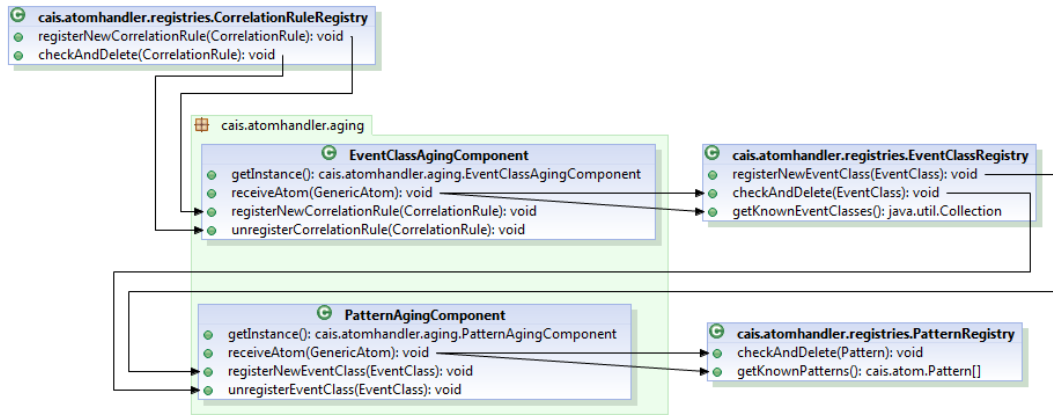 cais.atomhandler.registries.CorrelationRuleRegistry
registerNewCorrelationRule(CorrelationRule): void
checkAndDelete(CorrelationRule): void
cais.atomhandler.aging
EventClassAgingComponent
getInstance(): cais.atomhandler.aging.EventClassAgingComponent
receiveAtom(GenericAtom): void
registerNewCorrelationRule(CorrelationRule): void
unregisterCorrelationRule(CorrelationRule): void
cais.atomhandler.registries.EventClassRegistry
registerNewEventClass(EventClass): void
checkAndDelete(EventClass): void
getKnownEventClasses(): java.util.Collection
PatternAgingComponent
getInstance(): cais.atomhandler.aging.PatternAgingComponent
receiveAtom(GenericAtom): void
registerNewEventClass(EventClass): void
unregisterEventClass(EventClass): void
cais.atomhandler.registries.PatternRegistry
checkAndDelete(Pattern): void
getKnownPatterns(): cais.atom.Pattern[]